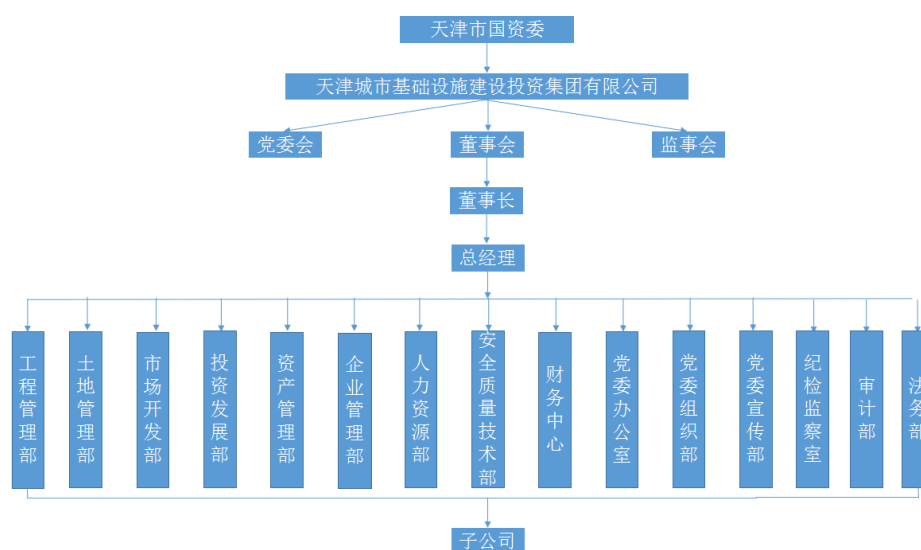 天津市国资委
天津城市基础设施建设投资集团有限公司
党委会
董事会
监事会
董事长
总经理
工程管理部
土地管理部
市场开发部
投资发展部
资产管理部
企业管理部
人力资源部
安全质量技术部
财务中心
党委办公室
党委组织部
党委宣传部
纪检监察室
审计部
法务部
子公司